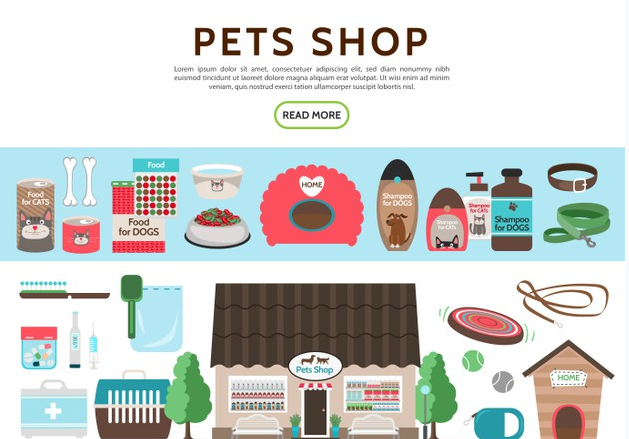 PETS SHOP
Lorem ipsum dolor sit amet, consectetuer adipiscing elit, sed diam nonummy nibh
euismod tincidunt ut laoreet dolore magna aliquam erat volutpat. Ut wisi enim ad minim
veniam, quis nostrud exerci tation ullamcorper suscipit lobortis nisl.
READ MORE
Food
for CATS
Food
Food
for DOGS
HOME
Shampoo
for DOGS
Shampoo
for CATS
Shampoo
for CATS
Shampoo
for DOGS
Pets Shop
HOME